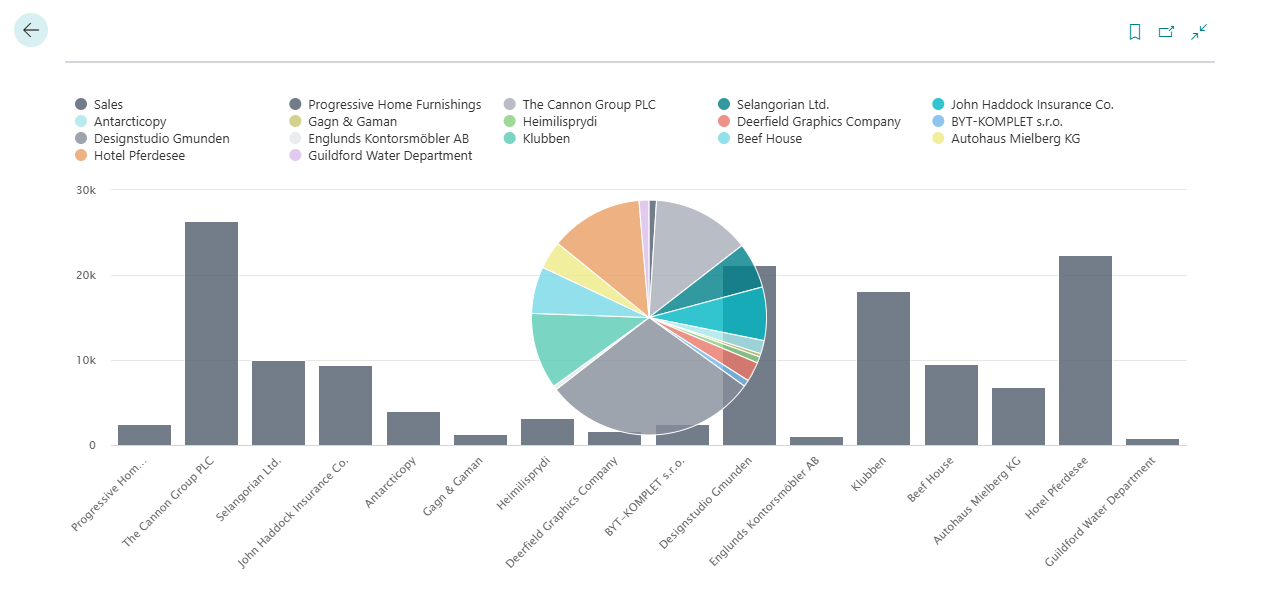 Sales Progressive Home Furnishings The Cannon Group PLC Selangorian Ltd. John Haddock Insurance Co.
Antarcticopy Gagn & Gaman Heimilisprydi Deerfield Graphics Company BYT-KOMPLET s.r.o.
Designstudio Gmunden Englunds Kontorsmöbler AB Klubben Beef House Autohaus Mielberg KG
Hotel Pferdesee Guildford Water Department
30k
20k
10k
0
Progressive Hom...
The Cannon Group PLC
Selangorian Ltd.
John Haddock Insurance Co.
Antarcticopy
Gagn & Gaman
Heimilisprydi
Deerfield Graphics Company
BYT-KOMPLET s.r.o.
Designstudio Gmunden
Englunds Kontorsmöbler AB
Klubben
Beef House
Autohaus Mielberg KG
Hotel Pferdesee
Guildford Water Department